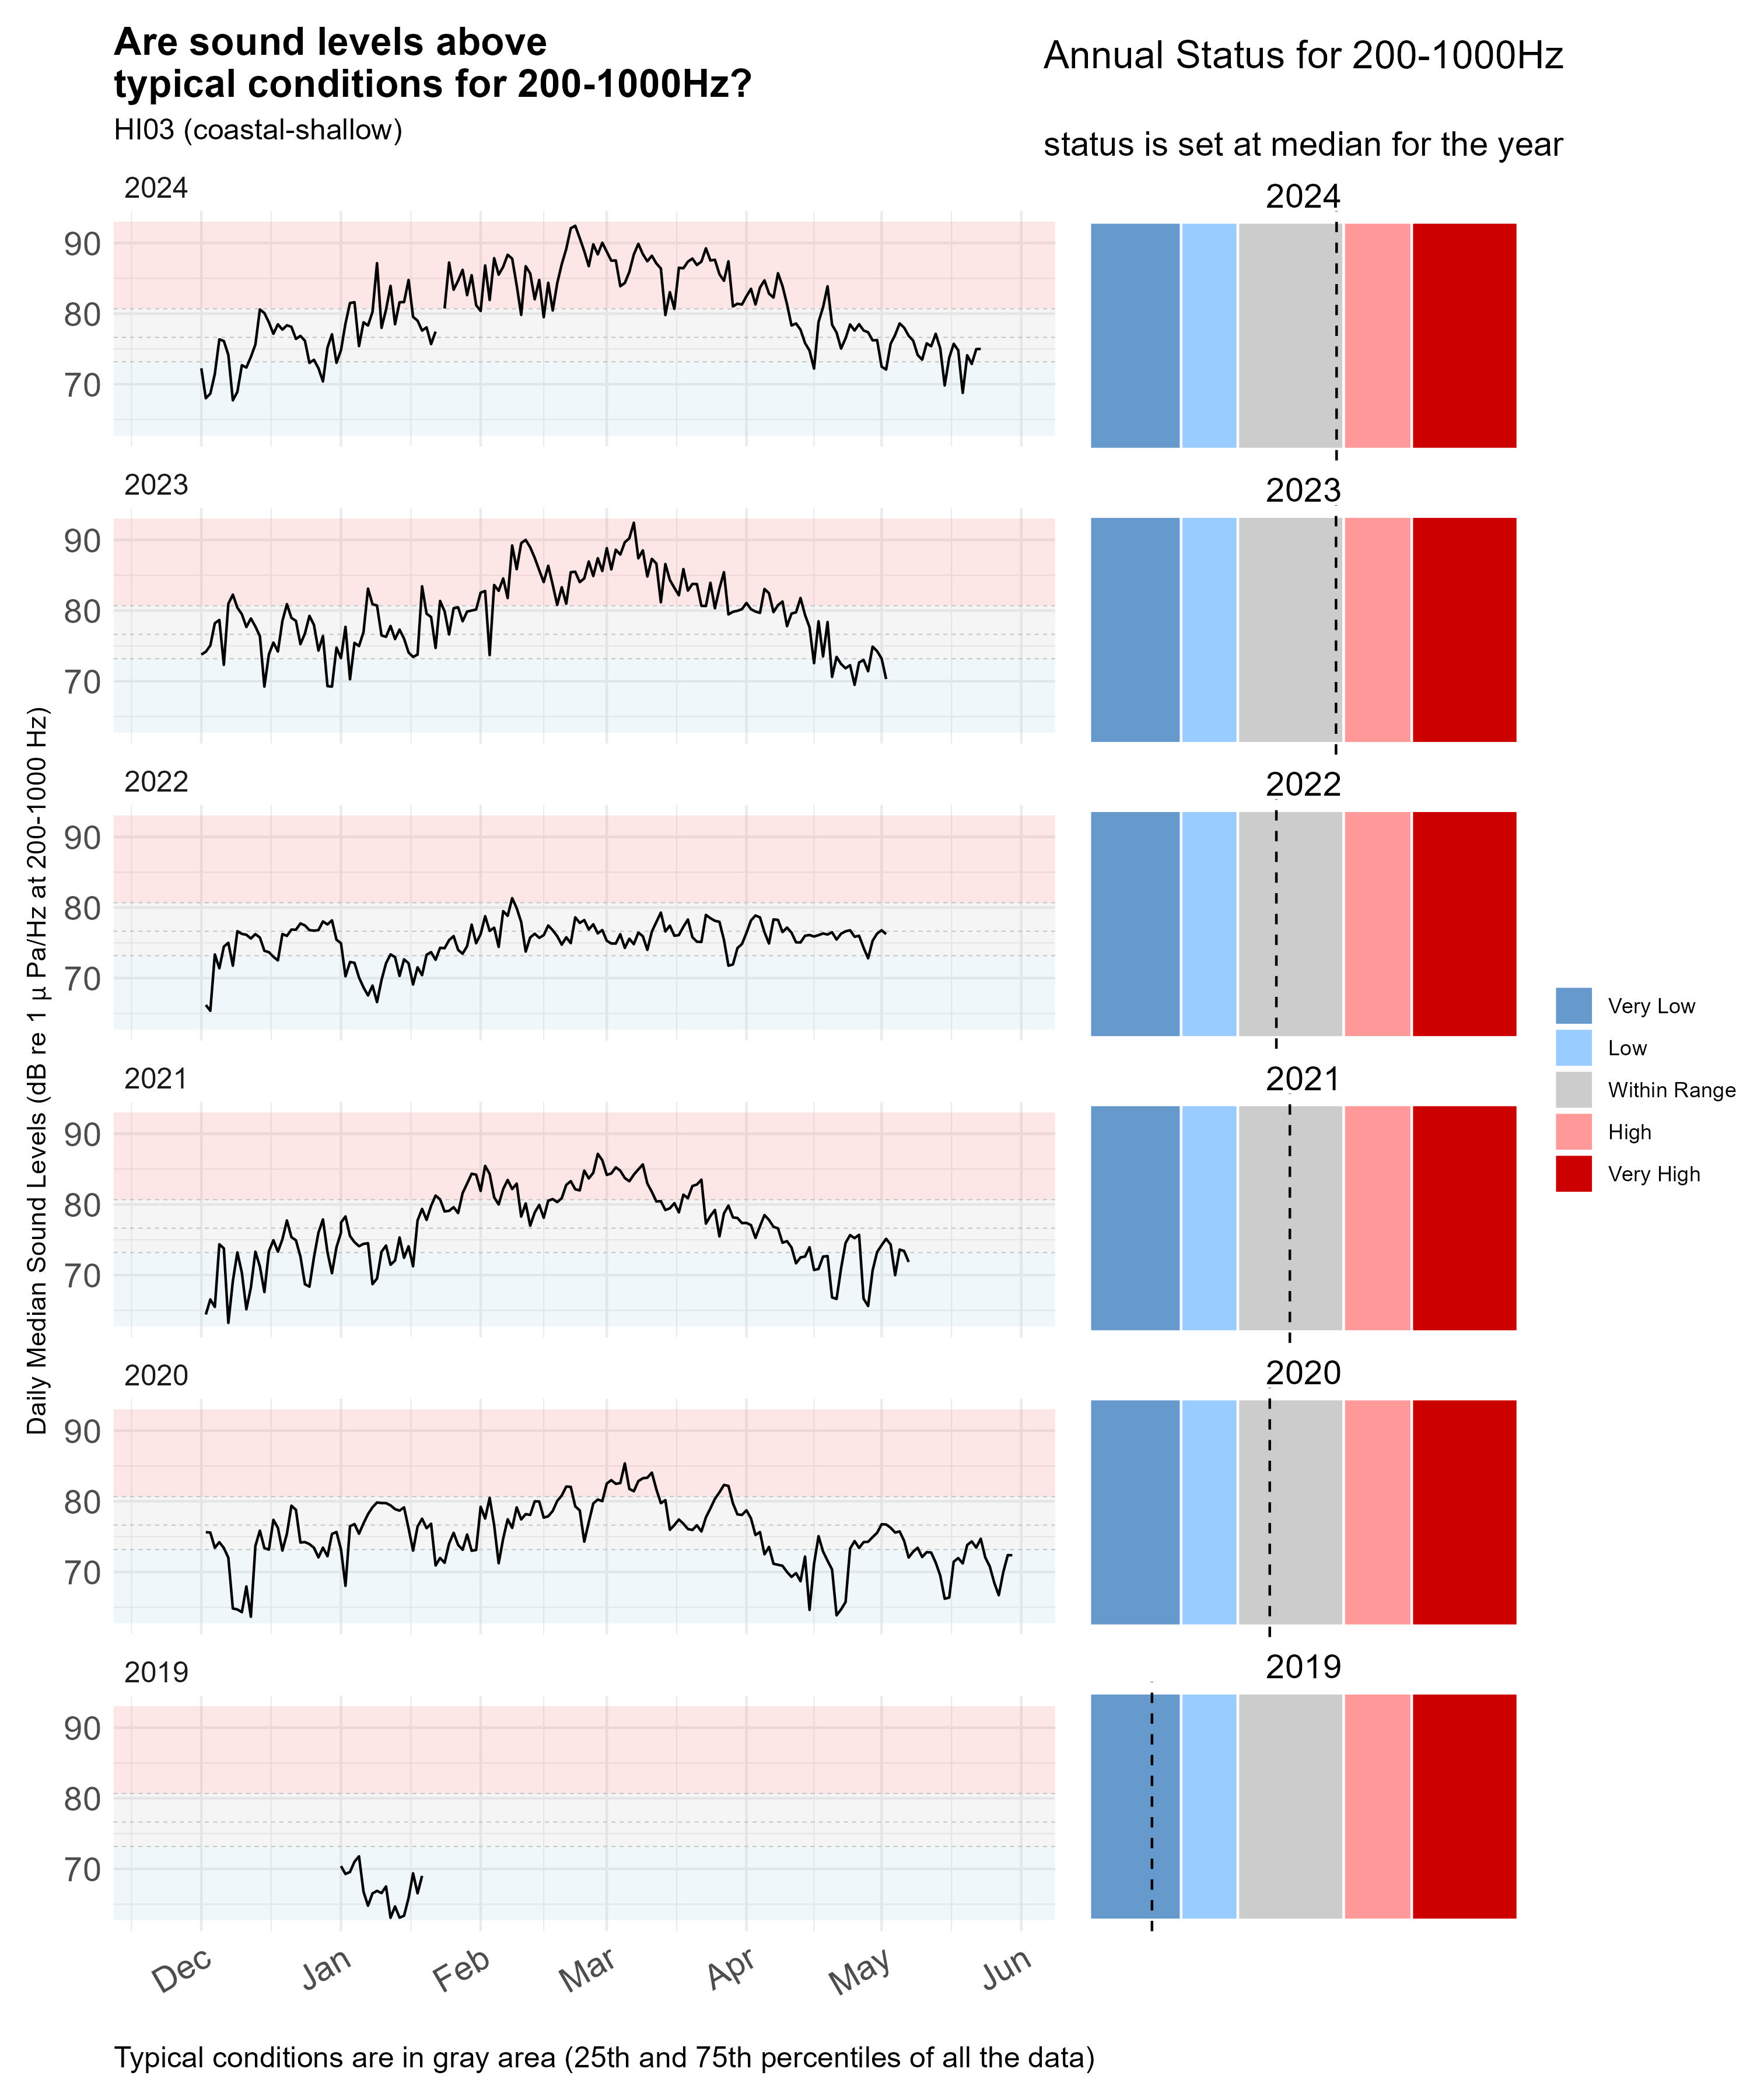 Are sound levels above
typical conditions for 200-1000Hz?
HI03 (coastal-shallow)
Annual Status for 200-1000Hz
status is set at median for the year
Daily Median Sound Levels (dB re 1 µ Pa/Hz at 200-1000 Hz)
2024
90
80
70
2024
2023
90
80
70
2023
2022
90
80
70
2022
2021
90
80
70
2021
2020
90
80
70
2020
2019
90
80
70
2019
Dec Jan Feb Mar Apr May Jun
Very Low
Low
Within Range
High
Very High
Typical conditions are in gray area (25th and 75th percentiles of all the data)